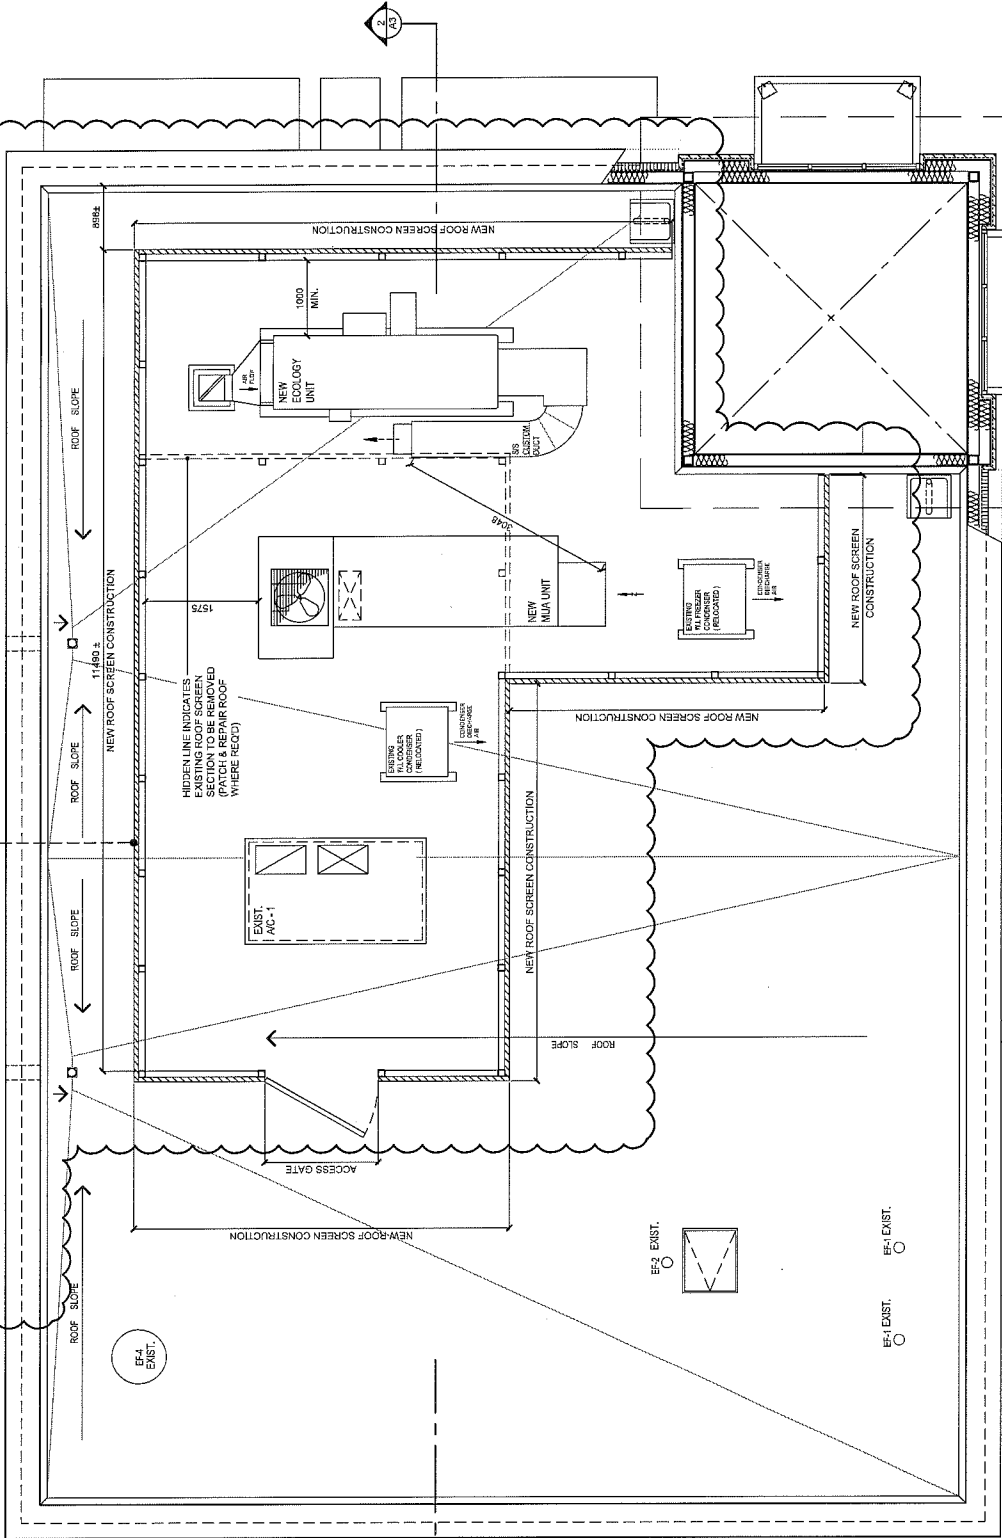 2
A3
898±
NEW ROOF SCREEN CONSTRUCTION
1000
MIN.
ROOF SLOPE
AIR
FLOW
NEW
ECOLOGY
UNIT
S/S
CUSTOM
DUCT
3048
NEW ROOF SCREEN
CONSTRUCTION
11490 ±
NEW ROOF SCREEN CONSTRUCTION
1575
NEW
MUA UNIT
EXISTING
W.I. FREEZER
CONDENSER
(RELOCATED)
CONDENSER
DISCHARGE
AIR
HIDDEN LINE INDICATES
EXISTING ROOF SCREEN
SECTION TO BE REMOVED
(PATCH & REPAIR ROOF
WHERE REQ'D)
NEW ROOF SCREEN CONSTRUCTION
ROOF SLOPE
EXISTING
W.I. COOLER
CONDENSER
(RELOCATED)
CONDENSER
DISCHARGE
AIR
NEW ROOF SCREEN CONSTRUCTION
EXIST.
A/C - 1
ROOF SLOPE
ROOF SLOPE
ACCESS GATE
NEW ROOF SCREEN CONSTRUCTION
ROOF SLOPE
EF-4
EXIST.
EF-2 EXIST.
EF-1 EXIST.
EF-1 EXIST.